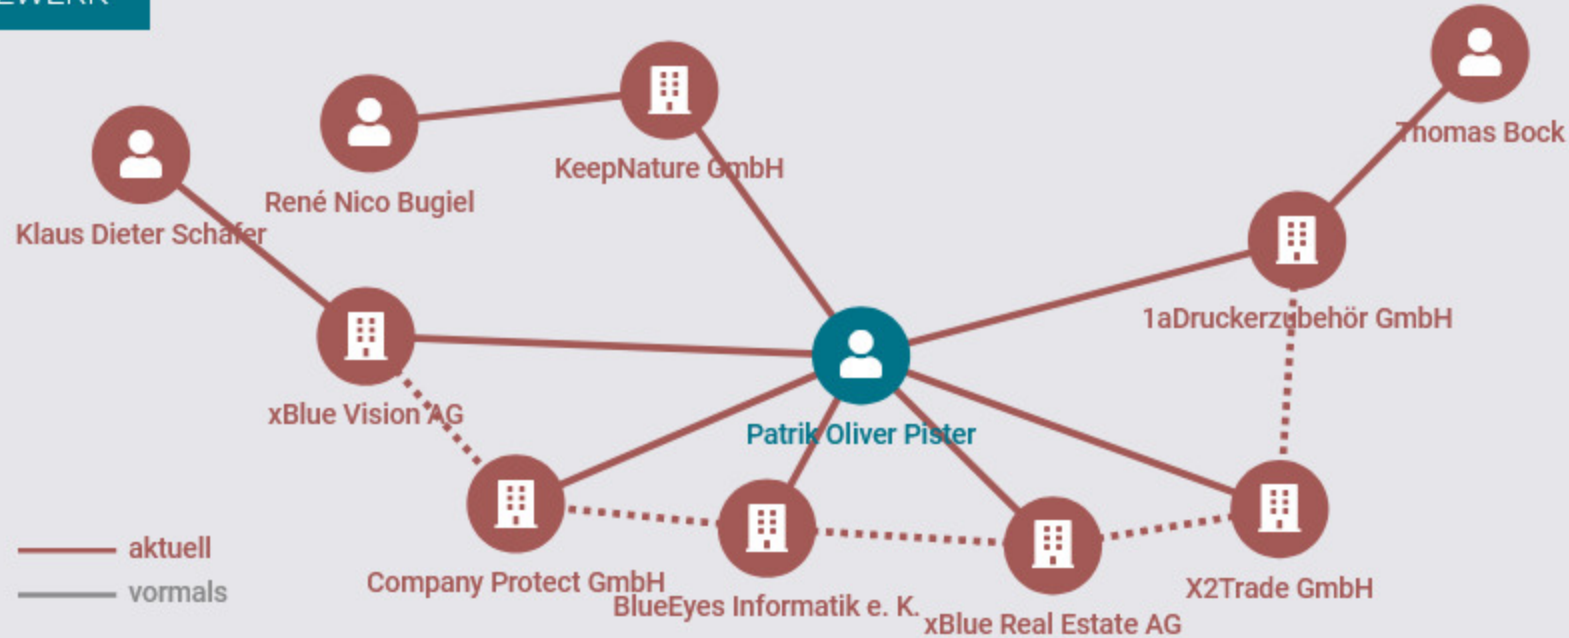 Thomas Bock
KeepNature GmbH
René Nico Bugiel
Klaus Dieter Schäfer
1aDruckerzubehör GmbH
xBlue Vision AG
Patrik Oliver Pister
aktuell
Company Protect GmbH
X2Trade GmbH
vormals
BlueEyes Informatik e. K.
xBlue Real Estate AG